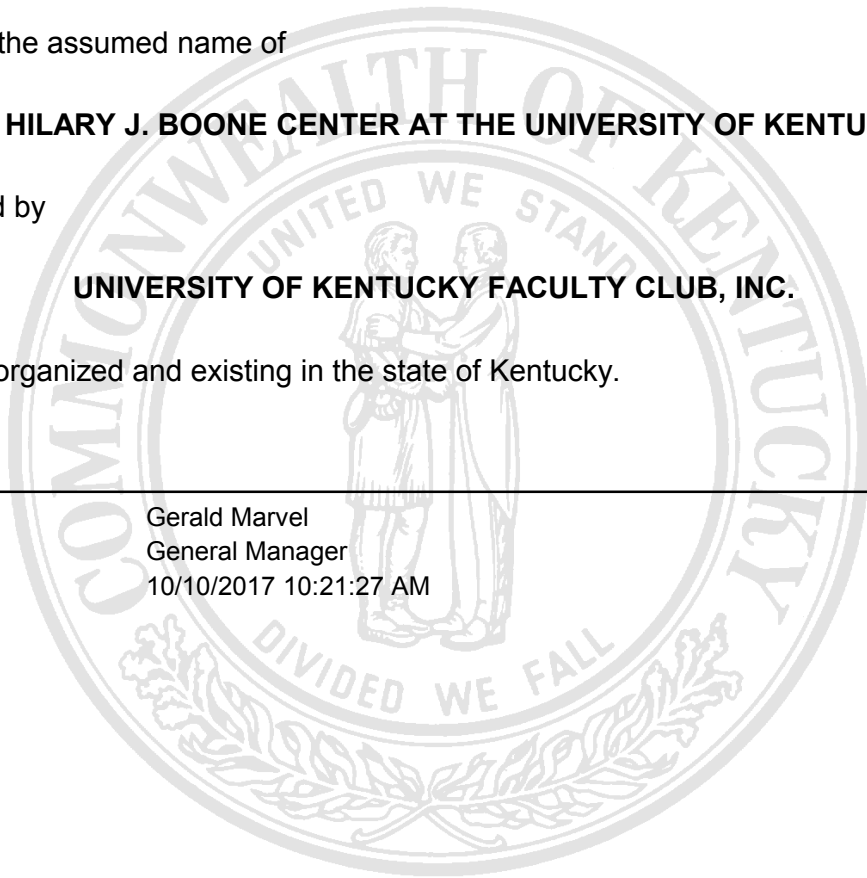 the assumed name of
HILARY J. BOONE CENTER AT THE UNIVERSITY OF KENTU
d by
UNIVERSITY OF KENTUCKY FACULTY CLUB, INC.
organized and existing in the state of Kentucky.
Gerald Marvel
General Manager
10/10/2017 10:21:27 AM
COMMONWEALTH OF KENTUCKY
UNITED WE STAND
DIVIDED WE FALL